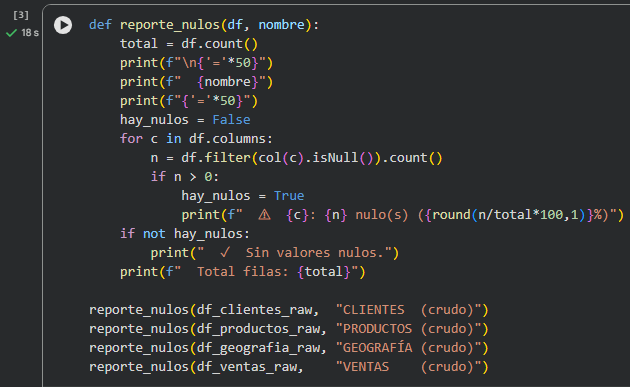 [3]
18 s
def reporte_nulos(df, nombre):
    total = df.count()
    print(f"\n{'='*50}")
    print(f"  {nombre}")
    print(f"{'='*50}")
    hay_nulos = False
    for c in df.columns:
        n = df.filter(col(c).isNull()).count()
        if n > 0:
            hay_nulos = True
            print(f"  ⚠  {c}: {n} nulo(s) ({round(n/total*100,1)}%)")
    if not hay_nulos:
        print("  ✓  Sin valores nulos.")
    print(f"  Total filas: {total}")

reporte_nulos(df_clientes_raw,  "CLIENTES  (crudo)")
reporte_nulos(df_productos_raw, "PRODUCTOS (crudo)")
reporte_nulos(df_geografia_raw, "GEOGRAFÍA (crudo)")
reporte_nulos(df_ventas_raw,    "VENTAS    (crudo)")